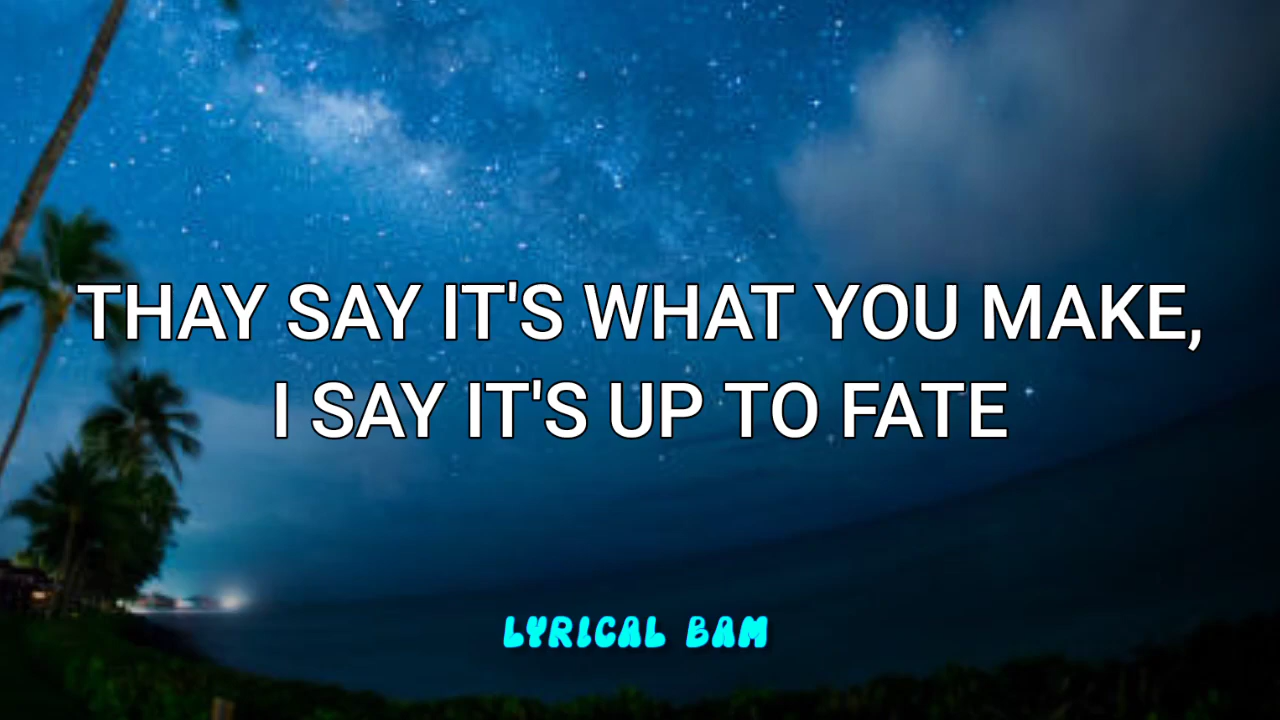 THAY SAY IT'S WHAT YOU MAKE,
I SAY IT'S UP TO FATE
LYRICAL BAM